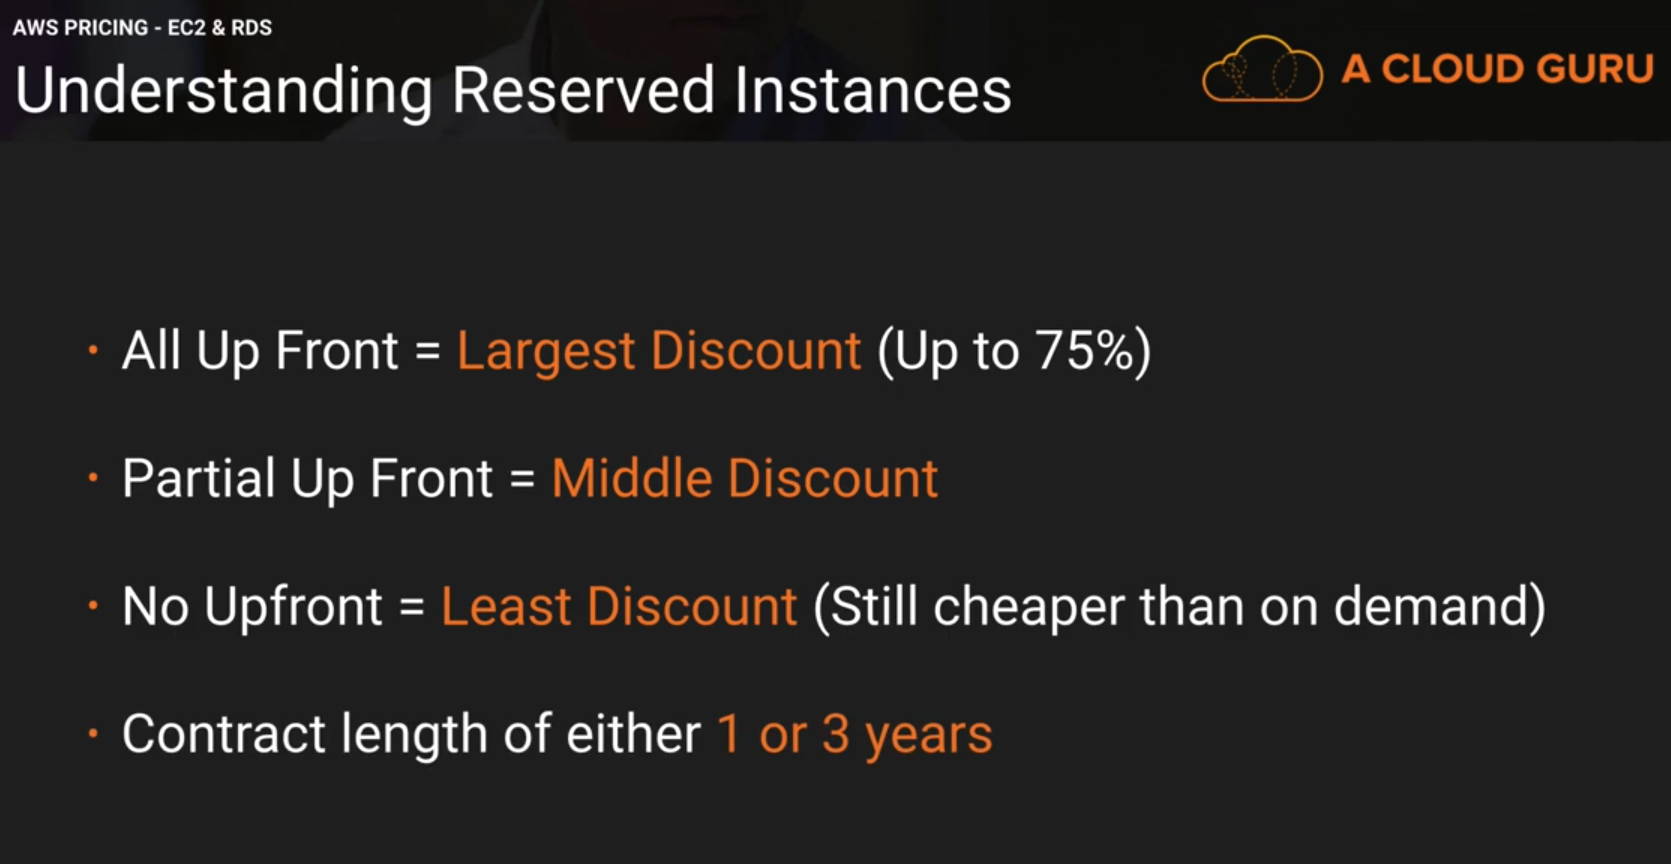 AWS PRICING - EC2 & RDS
Understanding Reserved Instances
A CLOUD GURU
· All Up Front = Largest Discount (Up to 75%)
· Partial Up Front = Middle Discount
· No Upfront = Least Discount (Still cheaper than on demand)
· Contract length of either 1 or 3 years